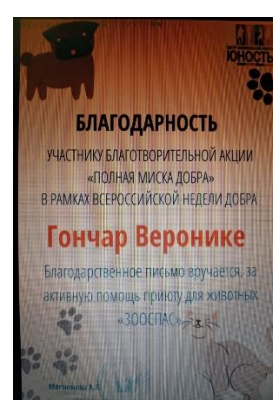 ЮНОСТЬ
БЛАГОДАРНОСТЬ
УЧАСТНИКУ БЛАГОТВОРИТЕЛЬНОЙ АКЦИИ
«ПОЛНАЯ МИСКА ДОБРА»
В РАМКАХ ВСЕРОССИЙСКОЙ НЕДЕЛИ ДОБРА
Гончар Веронике
Благодарственное письмо вручается, за
активную помощь приюту для животных
«ЗООСПАС»